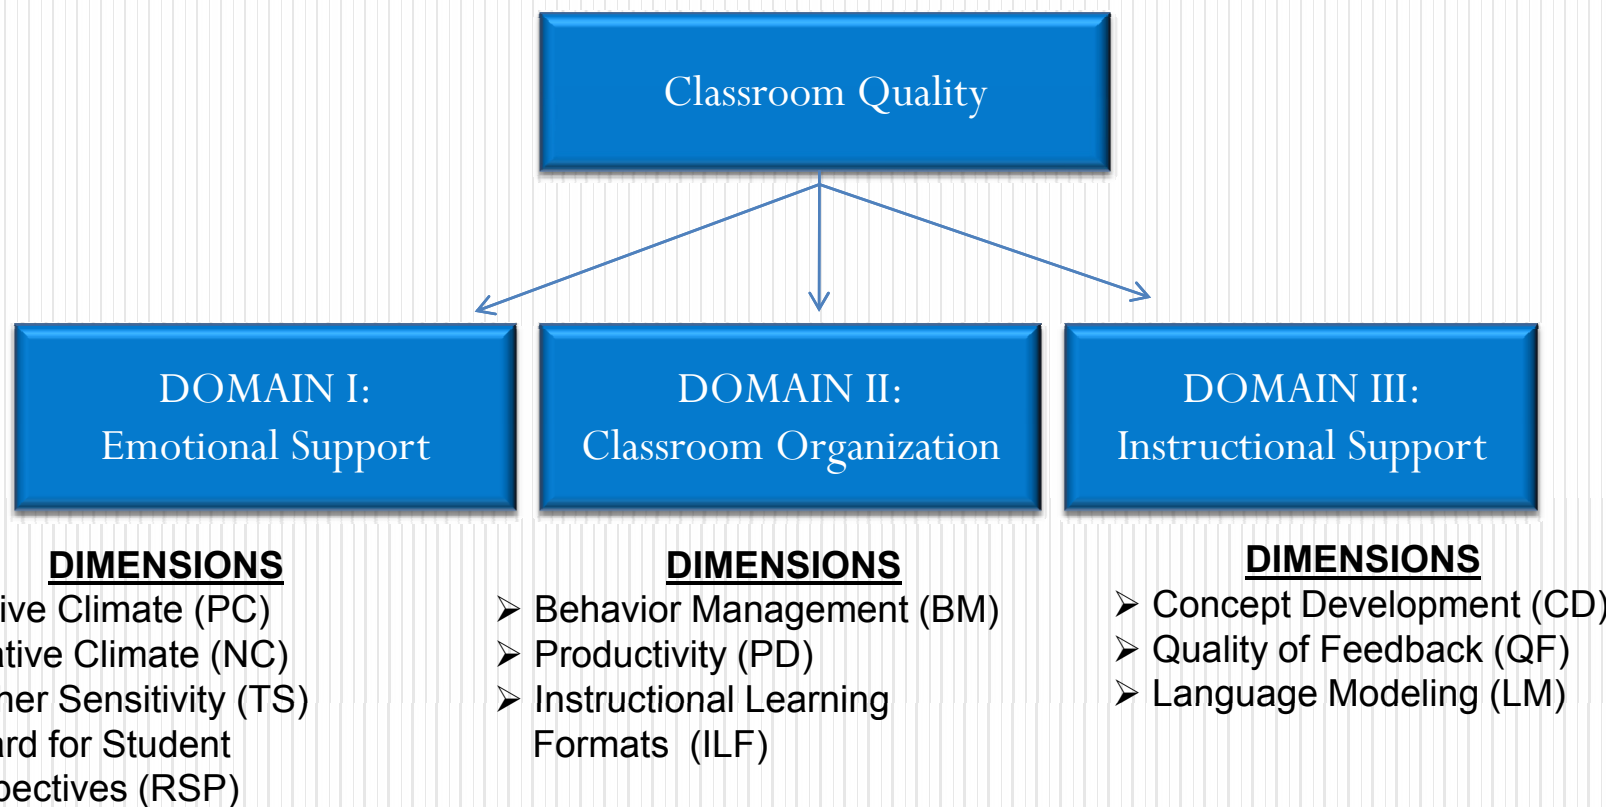 Classroom Quality
DOMAIN I:
Emotional Support
DOMAIN II:
Classroom Organization
DOMAIN III:
Instructional Support
DIMENSIONS
ive Climate (PC)
ative Climate (NC)
her Sensitivity (TS)
ard for Student
pectives (RSP)
DIMENSIONS
➢ Behavior Management (BM)
➢ Productivity (PD)
➢ Instructional Learning
Formats (ILF)
DIMENSIONS
➢ Concept Development (CD)
➢ Quality of Feedback (QF)
➢ Language Modeling (LM)